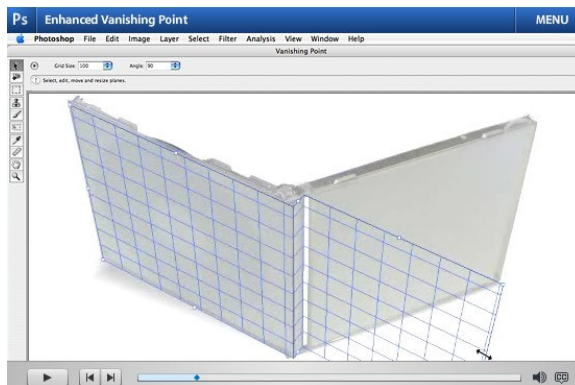 Ps Enhanced Vanishing Point MENU
Photoshop File Edit Image Layer Select Filter Analysis View Window Help
Vanishing Point
Grid Size: 100 Angle: 90
Select, edit, move and resize planes.
CC